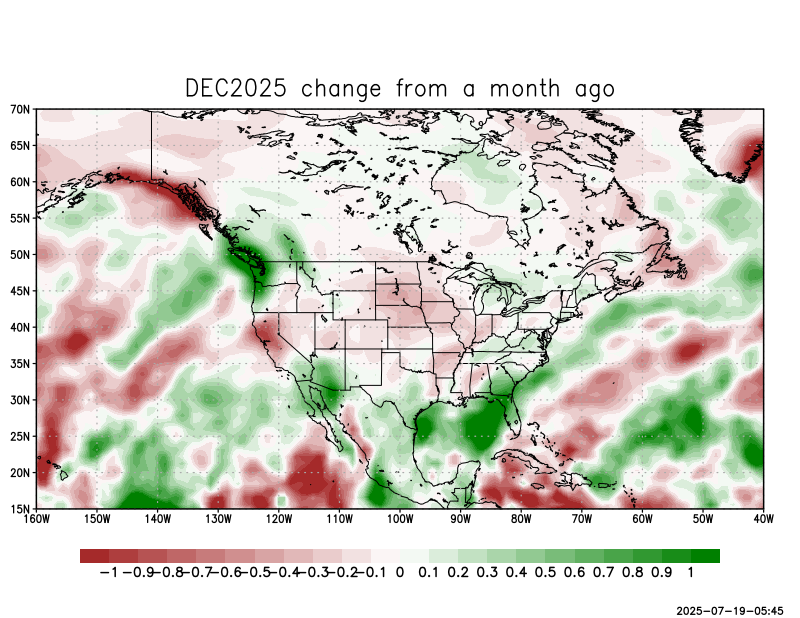 DEC2025 change from a month ago
70N
65N
60N
55N
50N
45N
40N
35N
30N
25N
20N
15N
160W 150W 140W 130W 120W 110W 100W 90W 80W 70W 60W 50W 40W
-1 -0.9 -0.8 -0.7 -0.6 -0.5 -0.4 -0.3 -0.2 -0.1 0 0.1 0.2 0.3 0.4 0.5 0.6 0.7 0.8 0.9 1
2025-07-19-05:45